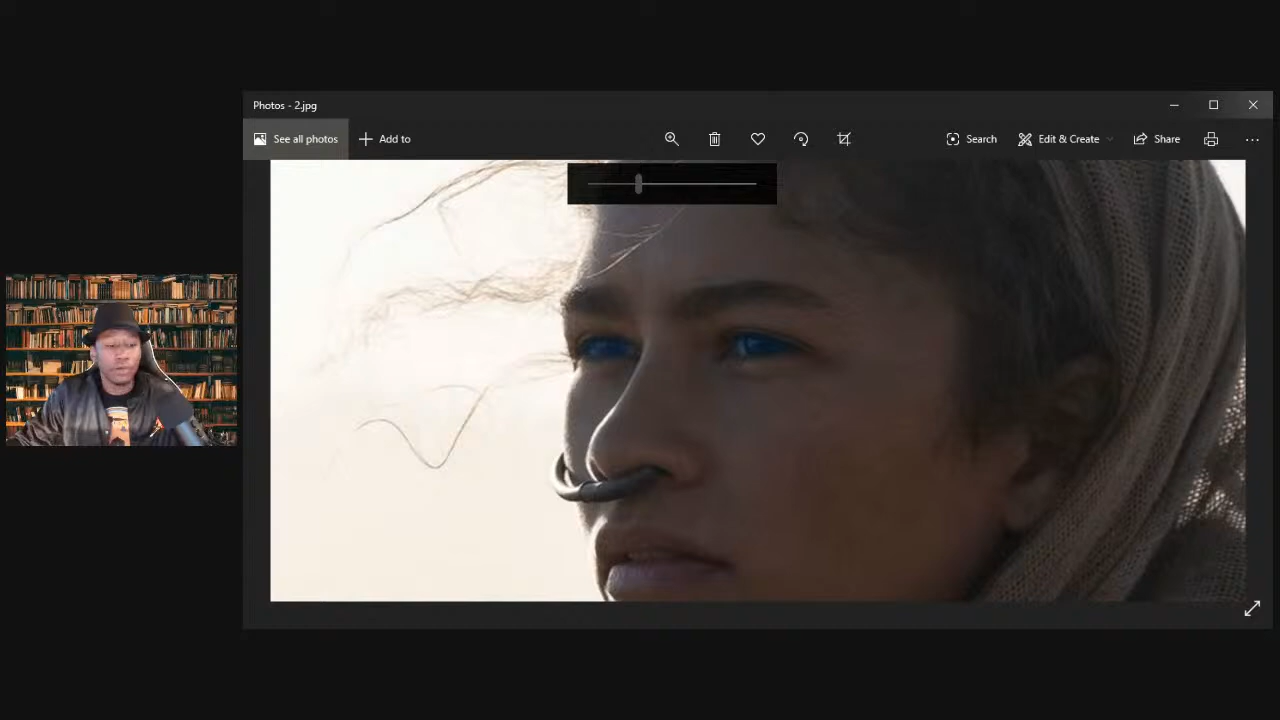 Photos - 2.jpg
See all photos
Add to
Search
Edit & Create
Share